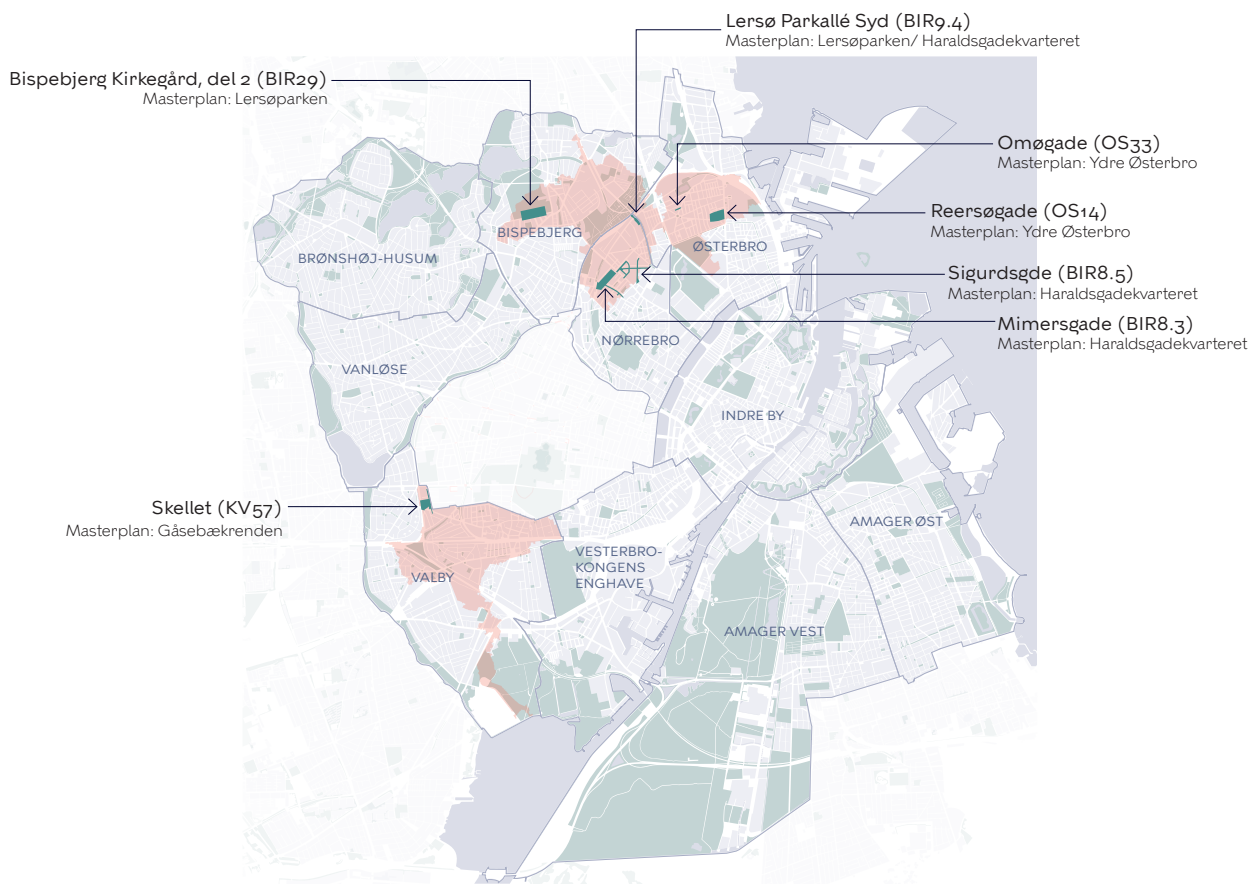 Lersø Parkallé Syd (BIR9.4)
Masterplan: Lersøparken/ Haraldsgadekvarteret
Bispebjerg Kirkegård, del 2 (BIR29)
Masterplan: Lersøparken
Omøgade (OS33)
Masterplan: Ydre Østerbro
Reersøgade (OS14)
Masterplan: Ydre Østerbro
BISPEBJERG
ØSTERBRO
BRØNSHØJ-HUSUM
Sigurdsgde (BIR8.5)
Masterplan: Haraldsgadekvarteret
Mimersgade (BIR8.3)
Masterplan: Haraldsgadekvarteret
NØRREBRO
VANLØSE
INDRE BY
Skellet (KV57)
Masterplan: Gåsebækrenden
AMAGER ØST
VESTERBRO-
KONGENS
ENGHAVE
VALBY
AMAGER VEST